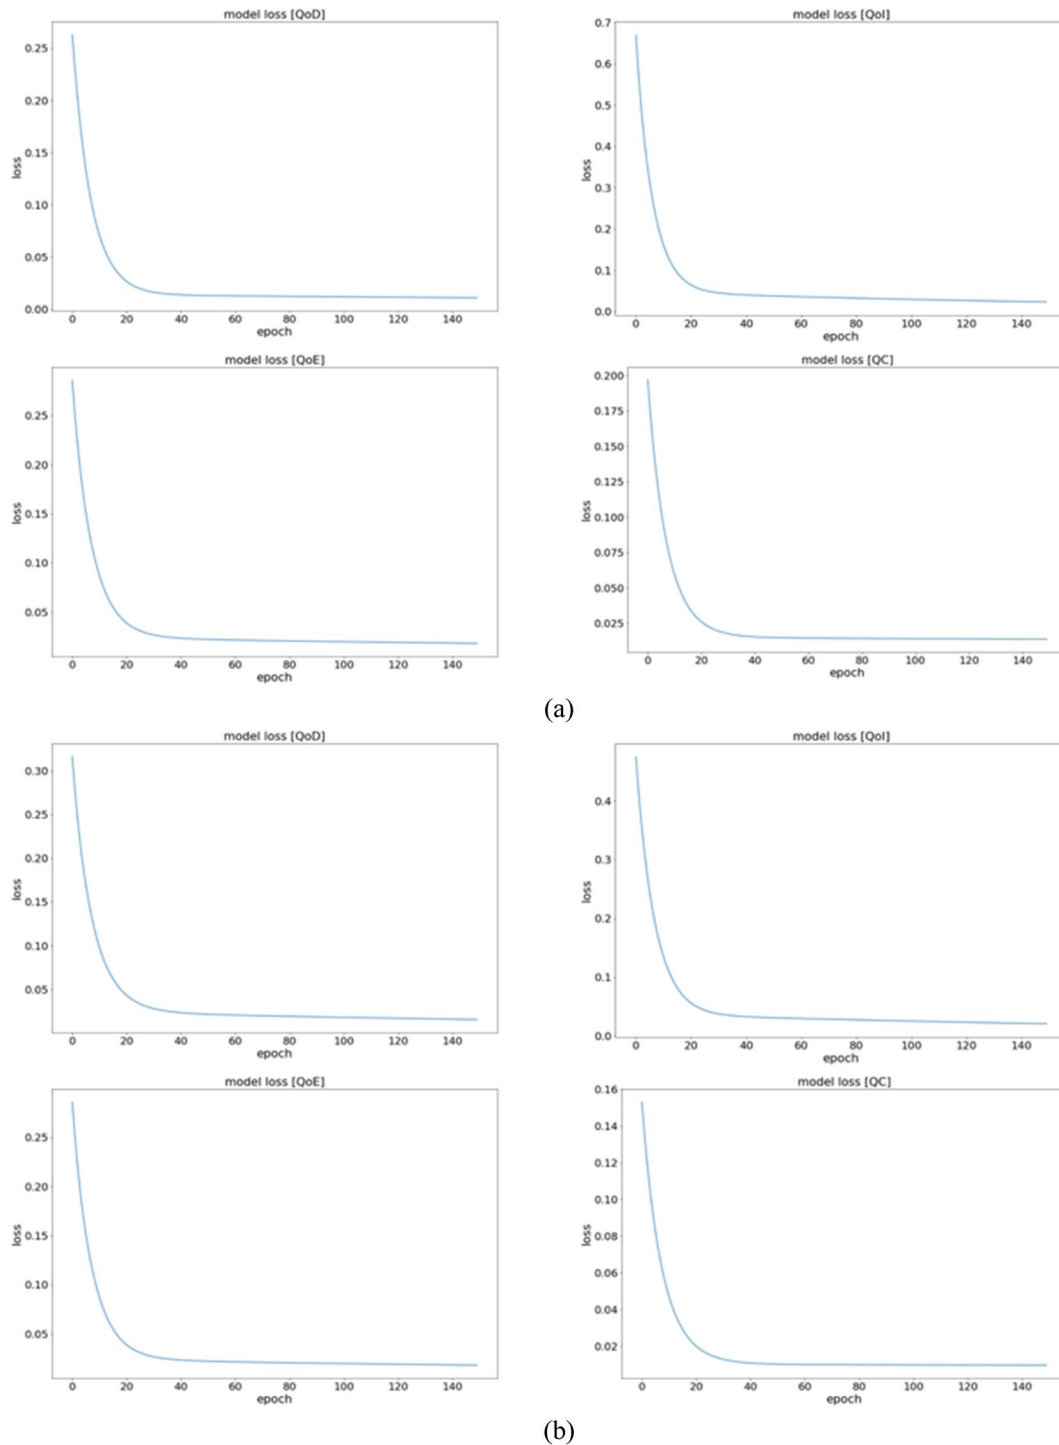 model loss [QoD]
0.25
0.20
0.15
0.10
0.05
0.00
loss
0 20 40 60 80 100 120 140
epoch
model loss [QoI]
0.7
0.6
0.5
0.4
0.3
0.2
0.1
0.0
loss
0 20 40 60 80 100 120 140
epoch
model loss [QoE]
0.25
0.20
0.15
0.10
0.05
loss
0 20 40 60 80 100 120 140
epoch
model loss [QC]
0.200
0.175
0.150
0.125
0.100
0.075
0.050
0.025
loss
0 20 40 60 80 100 120 140
epoch
(a)
model loss [QoD]
0.30
0.25
0.20
0.15
0.10
0.05
loss
0 20 40 60 80 100 120 140
epoch
model loss [QoI]
0.4
0.3
0.2
0.1
0.0
loss
0 20 40 60 80 100 120 140
epoch
model loss [QoE]
0.25
0.20
0.15
0.10
0.05
loss
0 20 40 60 80 100 120 140
epoch
model loss [QC]
0.16
0.14
0.12
0.10
0.08
0.06
0.04
0.02
loss
0 20 40 60 80 100 120 140
epoch
(b)